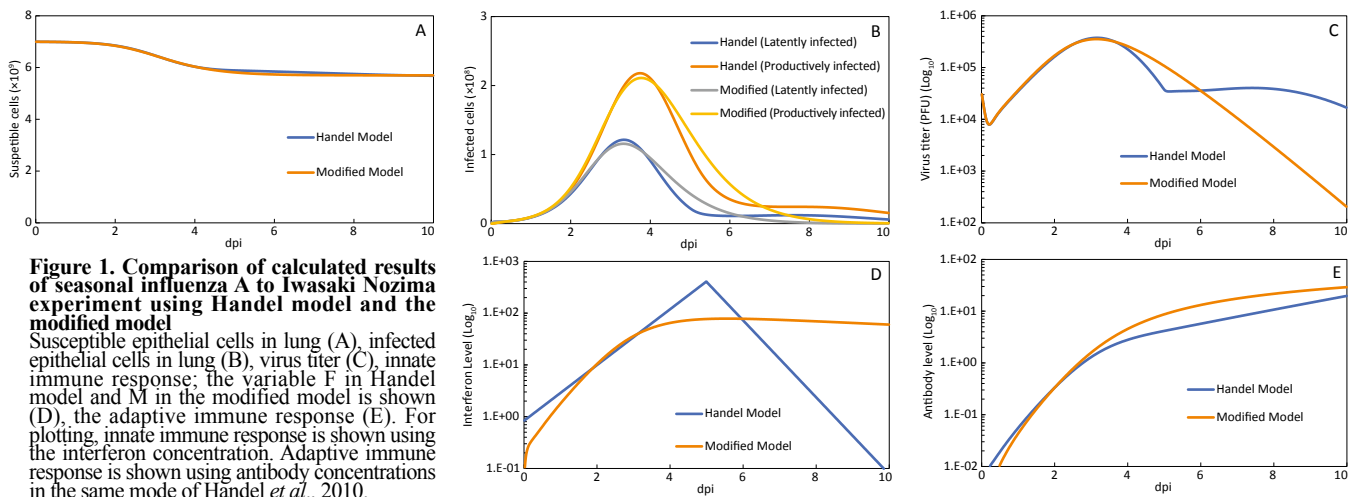 A
Suspetible cells (×10⁹)
8
6
4
2
0
Handel Model
Modified Model
0 2 4 6 8 10
dpi
B
Infected cells (×10⁸)
3
2
1
0
Handel (Latently infected)
Handel (Productively infected)
Modified (Latently infected)
Modified (Productively infected)
0 2 4 6 8 10
dpi
C
Virus titer (PFU) (Log₁₀)
1.E+06
1.E+05
1.E+04
1.E+03
1.E+02
Handel Model
Modified Model
0 2 4 6 8 10
dpi
Figure 1. Comparison of calculated results
of seasonal influenza A to Iwasaki Nozima
experiment using Handel model and the
modified model
Susceptible epithelial cells in lung (A), infected
epithelial cells in lung (B), virus titer (C), innate
immune response; the variable F in Handel
model and M in the modified model is shown
(D), the adaptive immune response (E). For
plotting, innate immune response is shown using
the interferon concentration. Adaptive immune
response is shown using antibody concentrations
in the same mode of Handel et al., 2010.
D
Interferon Level (Log₁₀)
1.E+03
1.E+02
1.E+01
1.E+00
1.E-01
Handel Model
Modified Model
0 2 4 6 8 10
dpi
E
Antibody level (Log₁₀)
1.E+02
1.E+01
1.E+00
1.E-01
1.E-02
Handel Model
Modified Model
0 2 4 6 8 10
dpi